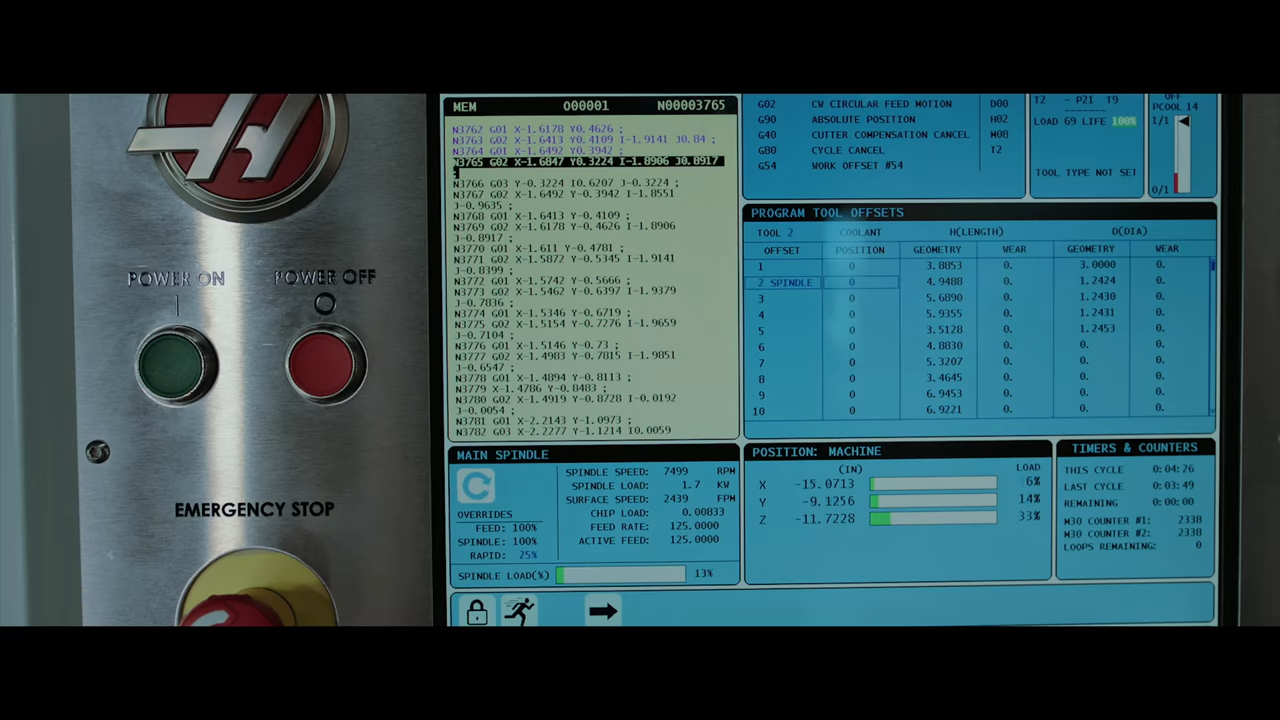 POWER ON
POWER OFF
EMERGENCY STOP
MEM O00001 N00003765
N3762 G01 X-1.6178 Y0.4626 ;
N3763 G02 X-1.6413 Y0.4109 I-1.9141 J0.84 ;
N3764 G01 X-1.6492 Y0.3942 ;
N3765 G02 X-1.6847 Y0.3224 I-1.8906 J0.8917
;
N3766 G03 Y-0.3224 I0.6207 J-0.3224 ;
N3767 G02 X-1.6492 Y-0.3942 I-1.8551
J-0.9635 ;
N3768 G01 X-1.6413 Y-0.4109 ;
N3769 G02 X-1.6178 Y-0.4626 I-1.8906
J-0.8917 ;
N3770 G01 X-1.611 Y-0.4781 ;
N3771 G02 X-1.5872 Y-0.5345 I-1.9141
J-0.8399 ;
N3772 G01 X-1.5742 Y-0.5666 ;
N3773 G02 X-1.5462 Y-0.6397 I-1.9379
J-0.7836 ;
N3774 G01 X-1.5346 Y-0.6719 ;
N3775 G02 X-1.5154 Y-0.7276 I-1.9659
J-0.7104 ;
N3776 G01 X-1.5146 Y-0.73 ;
N3777 G02 X-1.4983 Y-0.7815 I-1.9851
J-0.6547 ;
N3778 G01 X-1.4894 Y-0.8113 ;
N3779 X-1.4786 Y-0.8483 ;
N3780 G02 X-1.4919 Y-0.8728 I-0.0192
J-0.0054 ;
N3781 G01 X-2.2143 Y-1.0973 ;
N3782 G03 X-2.2277 Y-1.1214 I0.0059
G02 CW CIRCULAR FEED MOTION D00
G90 ABSOLUTE POSITION H02
G40 CUTTER COMPENSATION CANCEL M08
G80 CYCLE CANCEL T2
G54 WORK OFFSET #54
T2 - P21 T9
LOAD 69 LIFE 100%
TOOL TYPE NOT SET
OFF
PCOOL 14
1/1
0/1
PROGRAM TOOL OFFSETS
TOOL 2 COOLANT H(LENGTH) D(DIA)
OFFSET POSITION GEOMETRY WEAR GEOMETRY WEAR
1 0 3.8853 0. 3.0000 0.
2 SPINDLE 0 4.9488 0. 1.2424 0.
3 0 5.6890 0. 1.2430 0.
4 0 5.9355 0. 1.2431 0.
5 0 3.5128 0. 1.2453 0.
6 0 4.8830 0. 0. 0.
7 0 5.3207 0. 0. 0.
8 0 3.4645 0. 0. 0.
9 0 6.9453 0. 0. 0.
10 0 6.9221 0. 0. 0.
MAIN SPINDLE
OVERRIDES
FEED: 100%
SPINDLE: 100%
RAPID: 25%
SPINDLE SPEED: 7499 RPM
SPINDLE LOAD: 1.7 KW
SURFACE SPEED: 2439 FPM
CHIP LOAD: 0.00833
FEED RATE: 125.0000
ACTIVE FEED: 125.0000
SPINDLE LOAD(%) 13%
POSITION: MACHINE
(IN) LOAD
X -15.0713 6%
Y -9.1256 14%
Z -11.7228 33%
TIMERS & COUNTERS
THIS CYCLE 0:04:26
LAST CYCLE 0:03:49
REMAINING 0:00:00
M30 COUNTER #1: 2338
M30 COUNTER #2: 2338
LOOPS REMAINING: 0